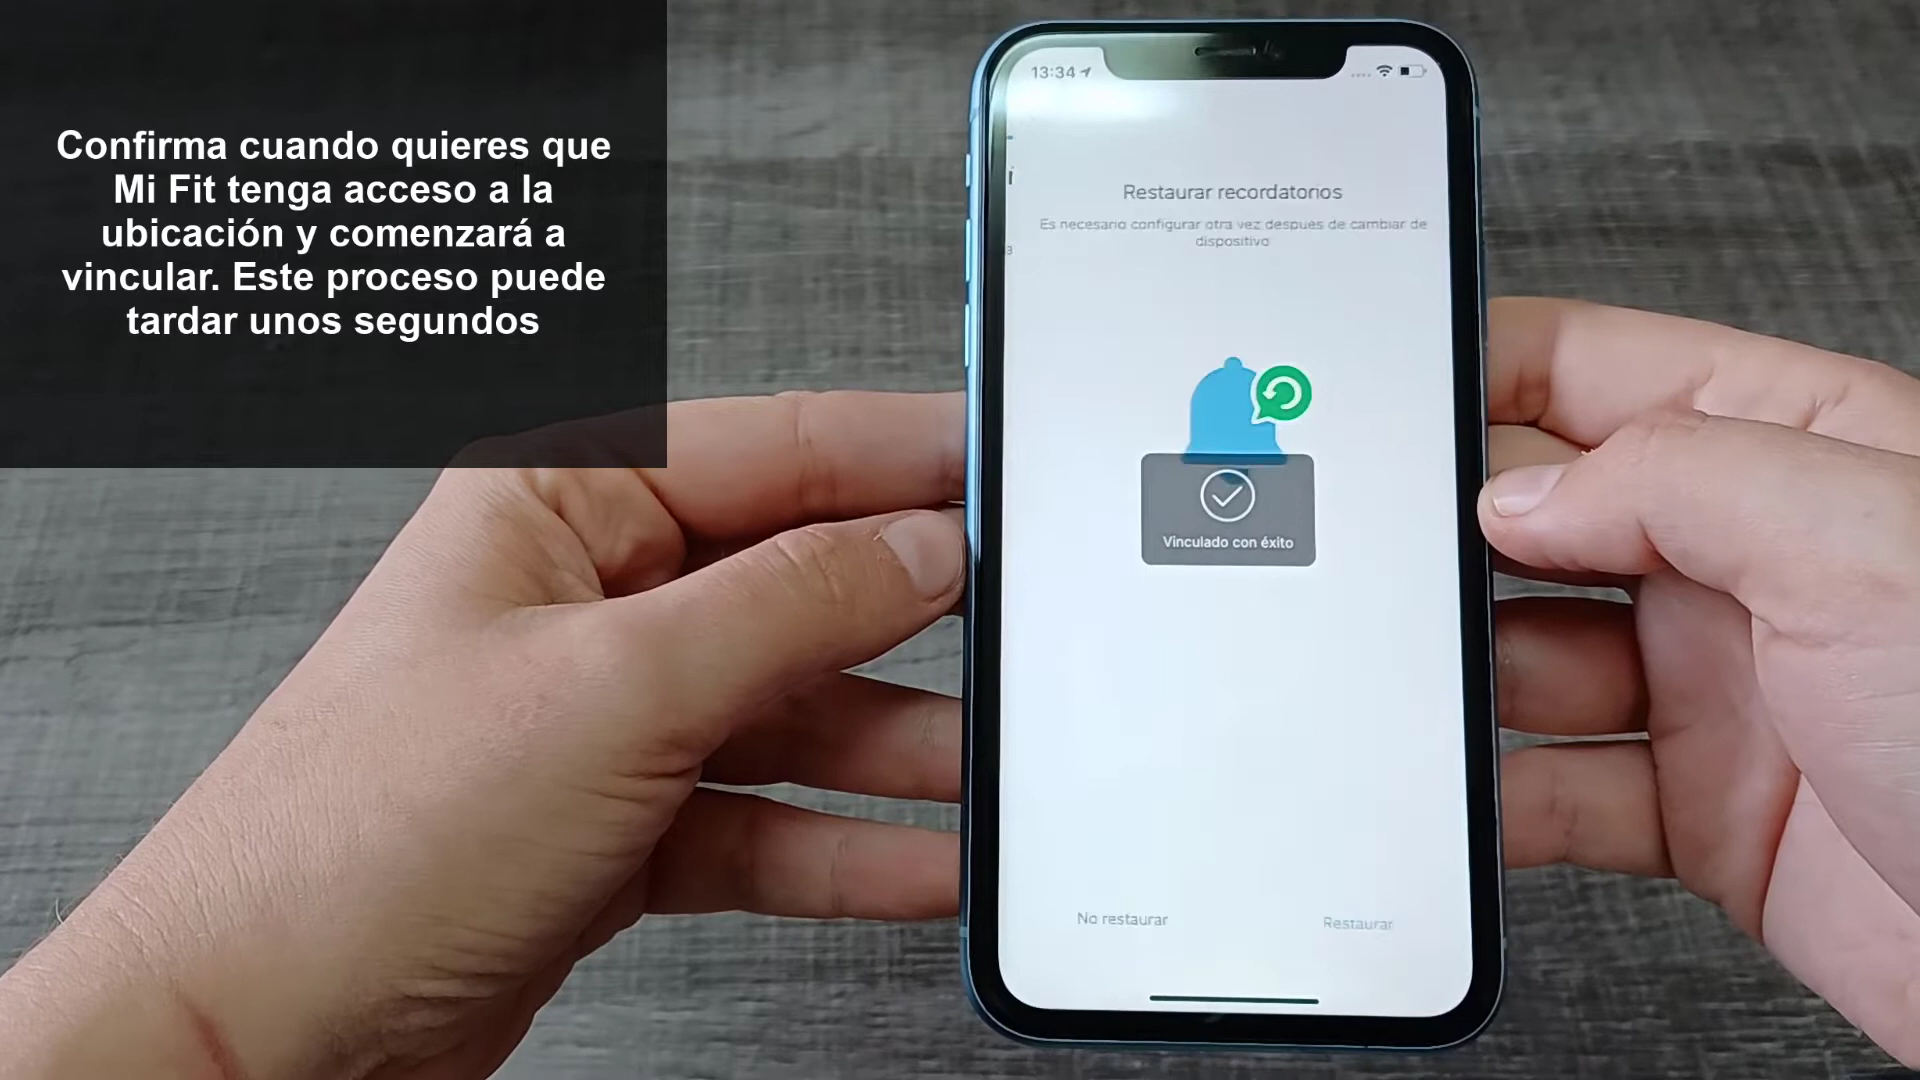 Confirma cuando quieres que
Mi Fit tenga acceso a la
ubicación y comenzará a
vincular. Este proceso puede
tardar unos segundos
13:34
Restaurar recordatorios
Es necesario configurar otra vez despues de cambiar de
dispositivo
Vinculado con éxito
No restaurar
Restaurar